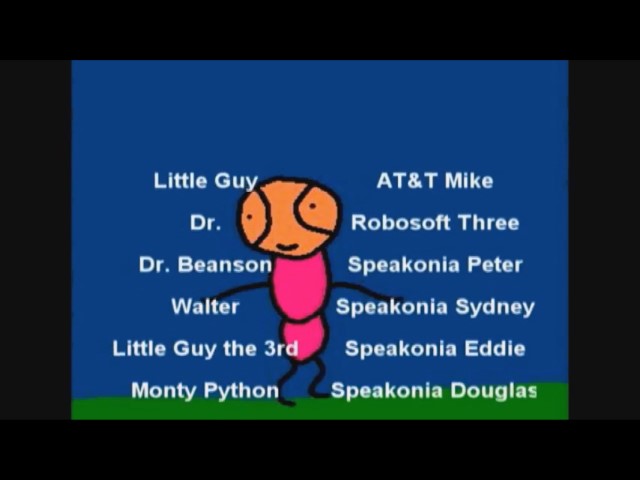 Little Guy AT&T Mike
Dr. Robosoft Three
Dr. Beanson Speakonia Peter
Walter Speakonia Sydney
Little Guy the 3rd Speakonia Eddie
Monty Python Speakonia Douglas